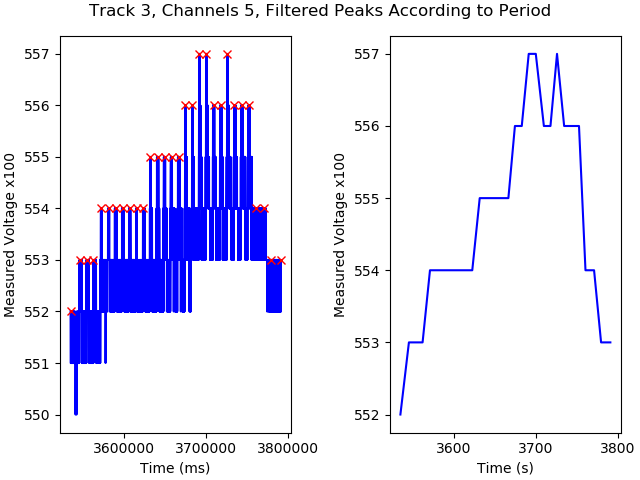 Track 3, Channels 5, Filtered Peaks According to Period
Measured Voltage x100
557
556
555
554
553
552
551
550
3600000 3700000 3800000
Time (ms)
Measured Voltage x100
557
556
555
554
553
552
3600 3700 3800
Time (s)